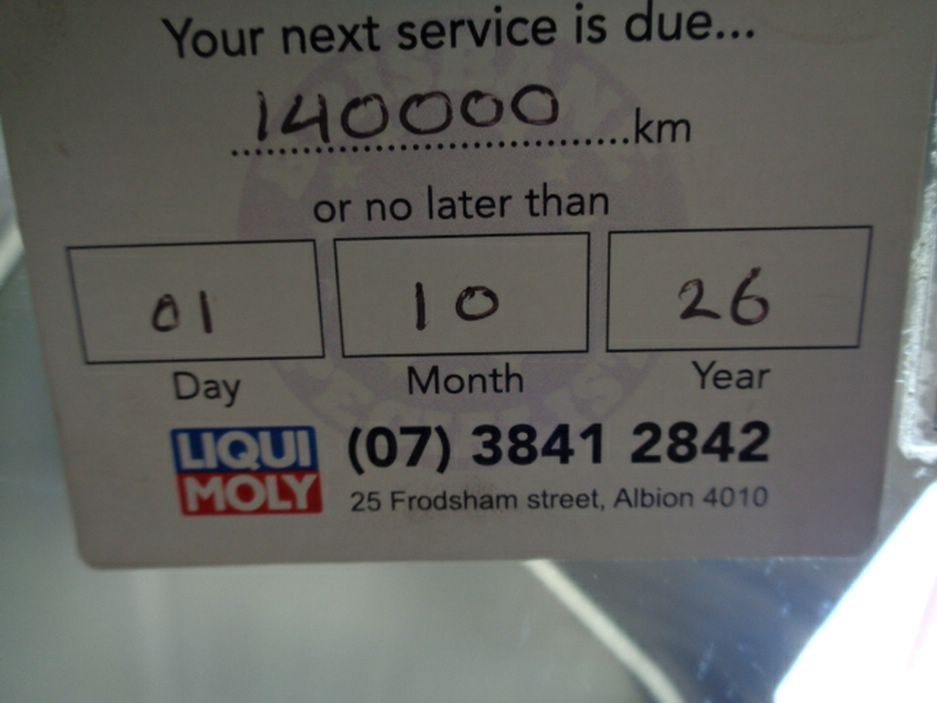 Your next service is due...
140000 km
or no later than
01 10 26
Day Month Year
LIQUI MOLY
(07) 3841 2842
25 Frodsham street, Albion 4010